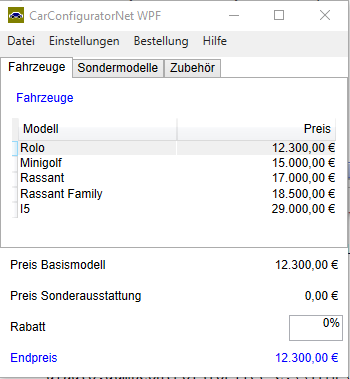 CarConfiguratorNet WPF
Datei Einstellungen Bestellung Hilfe
Fahrzeuge Sondermodelle Zubehör
Fahrzeuge
Modell Preis
Rolo 12.300,00 €
Minigolf 15.000,00 €
Rassant 17.000,00 €
Rassant Family 18.500,00 €
I5 29.000,00 €
Preis Basismodell 12.300,00 €
Preis Sonderausstattung 0,00 €
Rabatt 0%
Endpreis 12.300,00 €